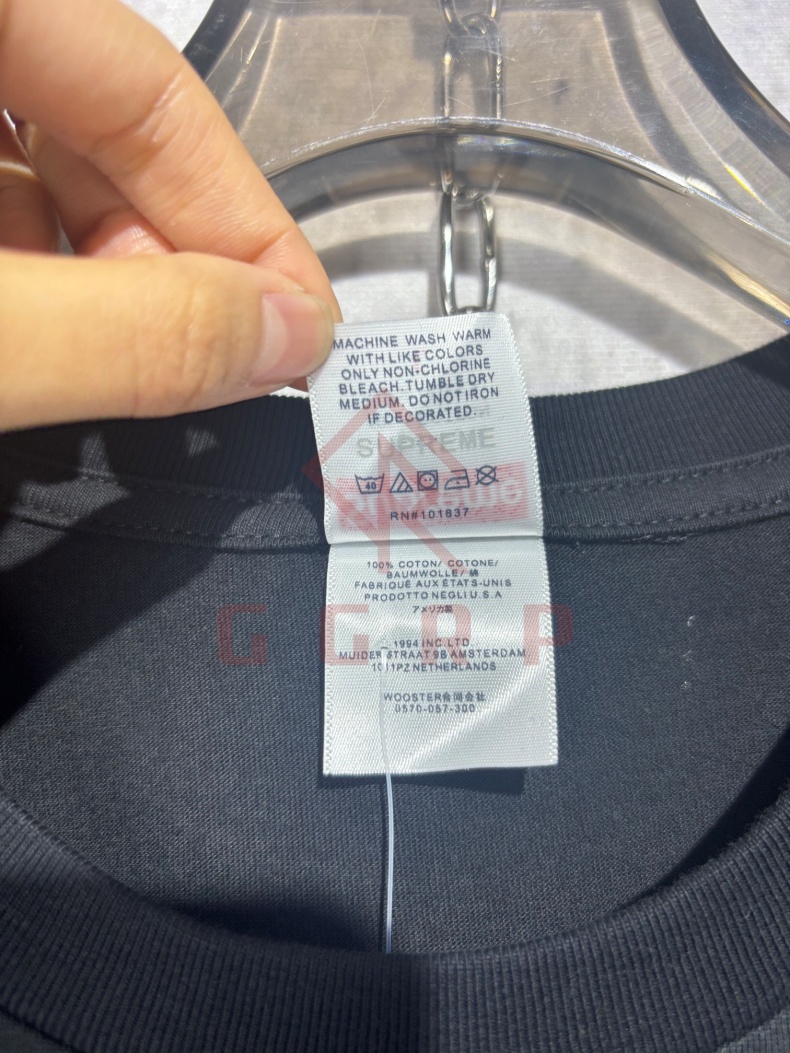 MACHINE WASH WARM
WITH LIKE COLORS
ONLY NON-CHLORINE
BLEACH. TUMBLE DRY
MEDIUM. DO NOT IRON
IF DECORATED.
SUPREME
40
RN#101837
100% COTON/ COTONE/
BAUMWOLLE/ 綿
FABRIQUÉ AUX ÉTATS-UNIS
PRODOTTO NEGLI U.S.A
アメリカ製
GGAP
1994 INC.LTD.
MUIDERSTRAAT 9B AMSTERDAM
1011PZ NETHERLANDS
WOOSTER合同会社
0570-057-300